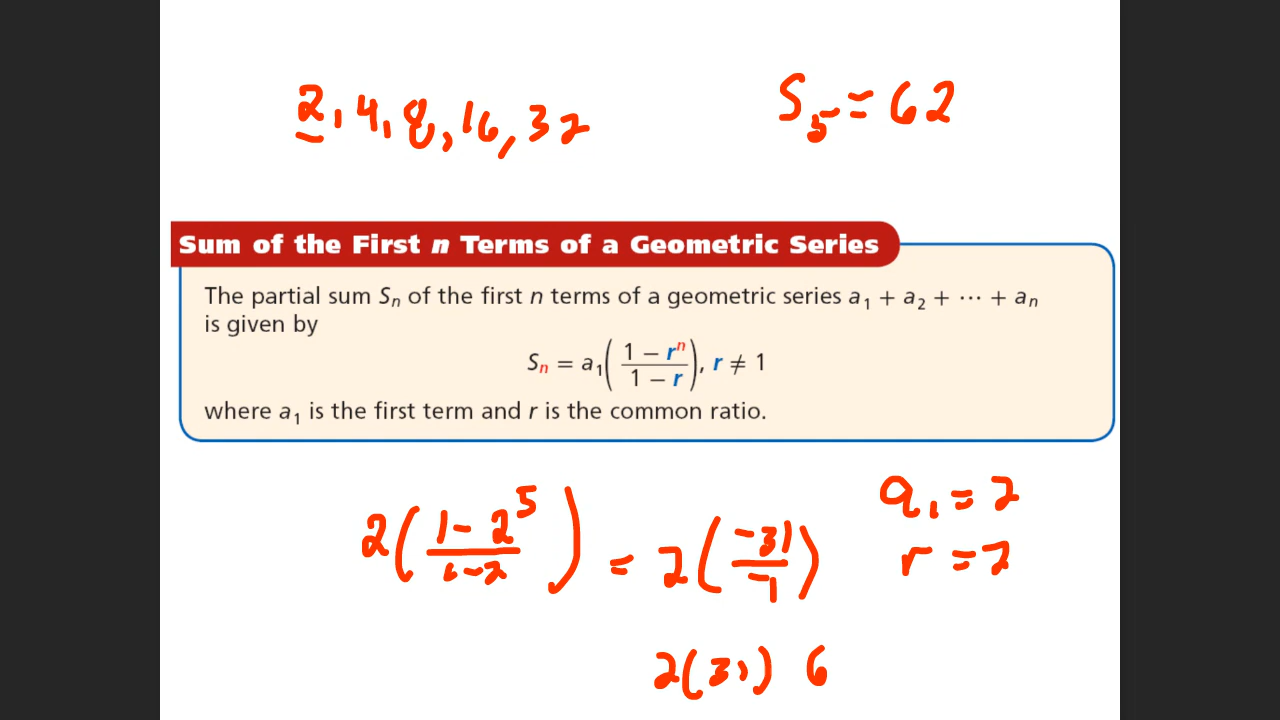 2, 4, 8, 16, 32
S₅ = 62
Sum of the First n Terms of a Geometric Series
The partial sum Sₙ of the first n terms of a geometric series a₁ + a₂ + ⋯ + aₙ
is given by
Sₙ = a₁( (1 − rⁿ) / (1 − r) ), r ≠ 1
where a₁ is the first term and r is the common ratio.
2( (1 - 2⁵) / (1 - 2) ) = 2( -31 / -1 )
a₁ = 2
r = 2
2(31) 6